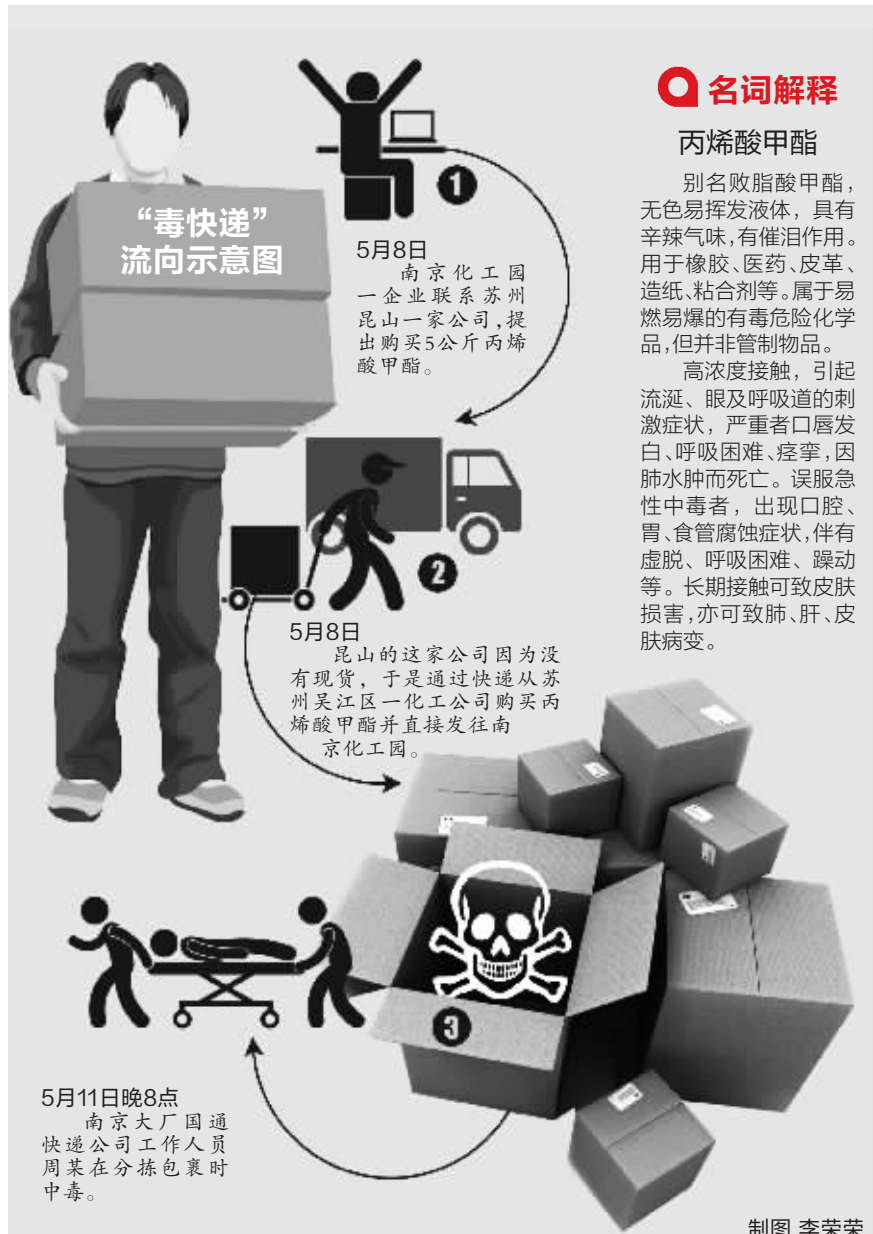 “毒快递”
流向示意图
1
5月8日
南京化工园
一企业联系苏州
昆山一家公司,提
出购买5公斤丙烯
酸甲酯。
2
5月8日
昆山的这家公司因为没
有现货，于是通过快递从苏
州吴江区一化工公司购买丙
烯酸甲酯并直接发往南
京化工园。
3
5月11日晚8点
南京大厂国通
快递公司工作人员
周某在分拣包裹时
中毒。
名词解释
丙烯酸甲酯
别名败脂酸甲酯，
无色易挥发液体，具有
辛辣气味,有催泪作用。
用于橡胶、医药、皮革、
造纸、粘合剂等。属于易
燃易爆的有毒危险化学
品,但并非管制物品。
高浓度接触，引起
流涎、眼及呼吸道的刺
激症状，严重者口唇发
白、呼吸困难、痉挛,因
肺水肿而死亡。误服急
性中毒者，出现口腔、
胃、食管腐蚀症状,伴有
虚脱、呼吸困难、躁动
等。长期接触可致皮肤
损害,亦可致肺、肝、皮
肤病变。
制图 李荣荣